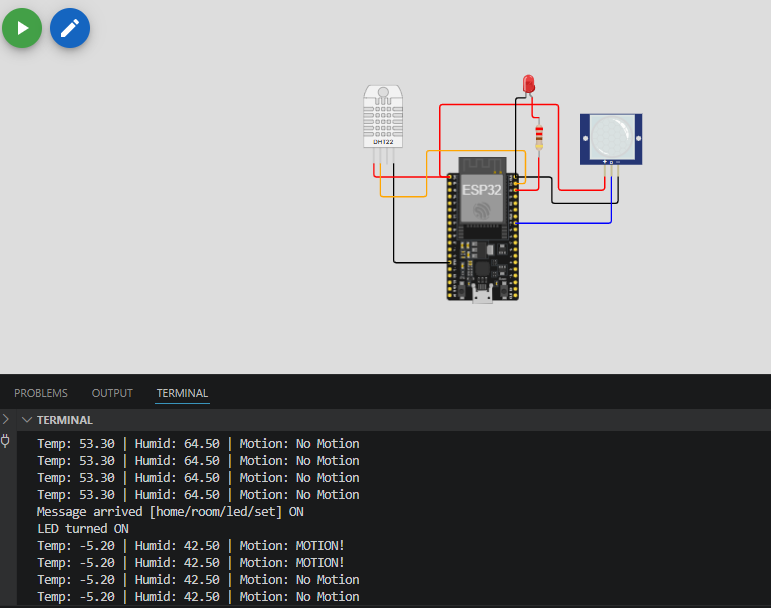 DHT22
ESP32
+ D -
PROBLEMS OUTPUT TERMINAL
TERMINAL
Temp: 53.30 | Humid: 64.50 | Motion: No Motion
Temp: 53.30 | Humid: 64.50 | Motion: No Motion
Temp: 53.30 | Humid: 64.50 | Motion: No Motion
Temp: 53.30 | Humid: 64.50 | Motion: No Motion
Message arrived [home/room/led/set] ON
LED turned ON
Temp: -5.20 | Humid: 42.50 | Motion: MOTION!
Temp: -5.20 | Humid: 42.50 | Motion: MOTION!
Temp: -5.20 | Humid: 42.50 | Motion: No Motion
Temp: -5.20 | Humid: 42.50 | Motion: No Motion